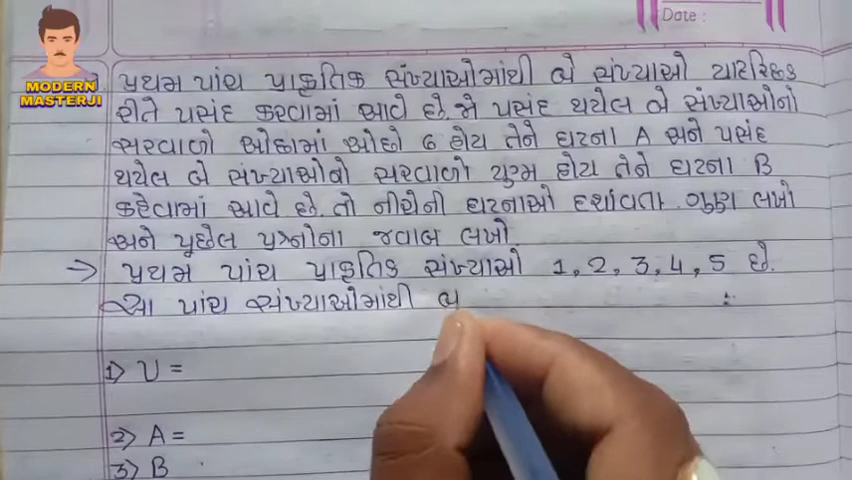 Date :
MODERN
MASTERJI
પ્રથમ પાંચ પ્રાકૃતિક સંખ્યાઓમાંથી બે સંખ્યાઓ યાદચ્છિક
રીતે પસંદ કરવામાં આવે છે. જો પસંદ થયેલ બે સંખ્યાઓનો
સરવાળો ઓછામાં ઓછો 6 હોય તેને ઘટના A અને પસંદ
થયેલ બે સંખ્યાઓનો સરવાળો યુગ્મ હોય તેને ઘટના B
કહેવામાં આવે છે. તો નીચેની ઘટનાઓ દર્શાવતા ગણ લખો
અને પૂછેલ પ્રશ્નોના જવાબ લખો.
→ પ્રથમ પાંચ પ્રાકૃતિક સંખ્યાઓ 1, 2, 3, 4, 5 છે.
આ પાંચ સંખ્યાઓમાંથી બ
1) U =
2) A =
3) B